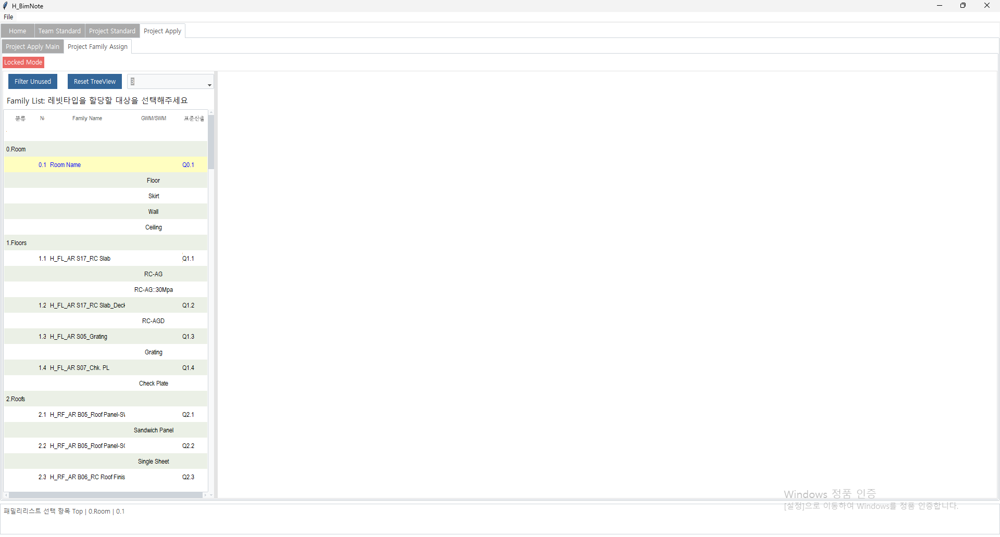 H_BimNote
File
Home Team Standard Project Standard Project Apply
Project Apply Main Project Family Assign
Locked Mode
Filter Unused Reset TreeView 3
Family List: 레빗타입을 할당할 대상을 선택해주세요
분류 Family Name GWM/SWM 표준산출
0.Room
0.1 Room Name Q0.1
Floor
Skirt
Wall
Ceiling
1.Floors
1.1 H_FL_AR S17_RC Slab Q1.1
RC-AG
RC-AG::30Mpa
1.2 H_FL_AR S17_RC Slab_Deck Q1.2
RC-AGD
1.3 H_FL_AR S05_Grating Q1.3
Grating
1.4 H_FL_AR S07_Chk. PL Q1.4
Check Plate
2.Roofs
2.1 H_RF_AR B05_Roof Panel- Q2.1
Sandwich Panel
2.2 H_RF_AR B05_Roof Panel- Q2.2
Single Sheet
2.3 H_RF_AR B06_RC Roof Finis Q2.3
Windows 정품 인증
[설정]으로 이동하여 Windows를 정품 인증합니다.
패밀리리스트 선택 항목 Top | 0.Room | 0.1